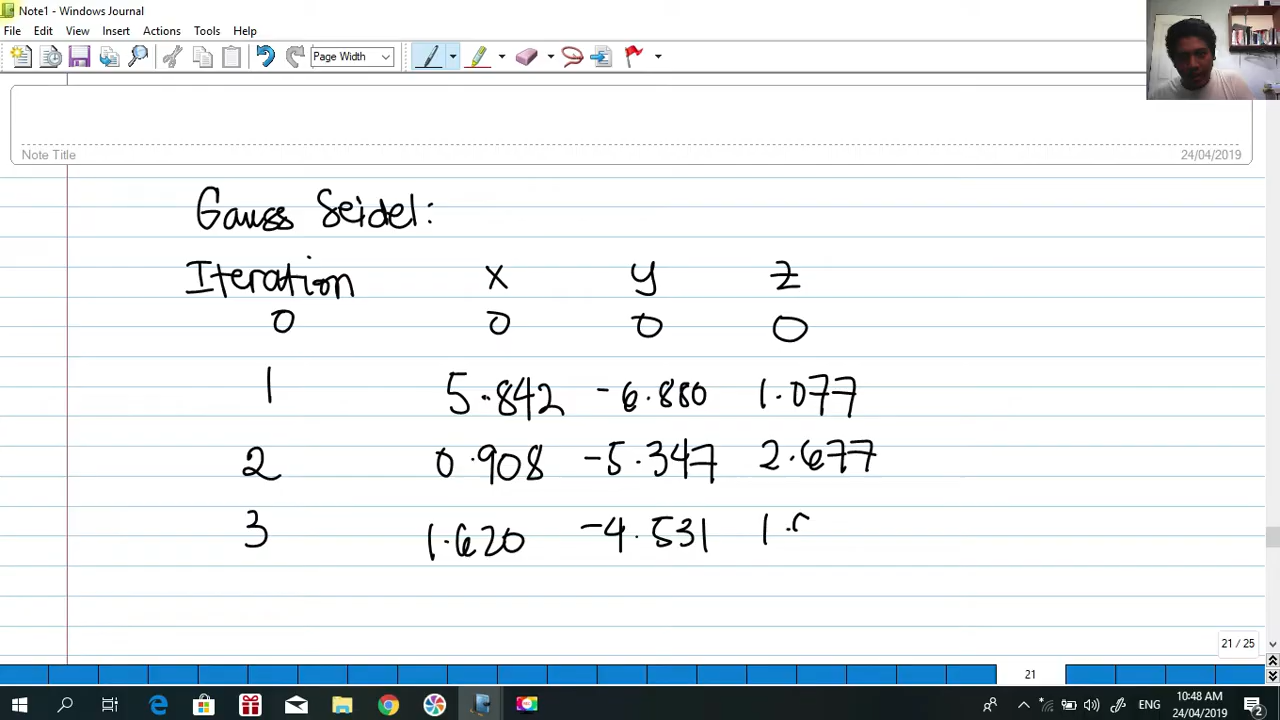 Note1 - Windows Journal
File Edit View Insert Actions Tools Help
Page Width
Note Title
24/04/2019
Gauss Seidel:
Iteration x y z
0 0 0 0
1 5.842 -6.880 1.077
2 0.908 -5.347 2.677
3 1.620 -4.531 1.
21 / 25
21
ENG
10:48 AM
24/04/2019
2